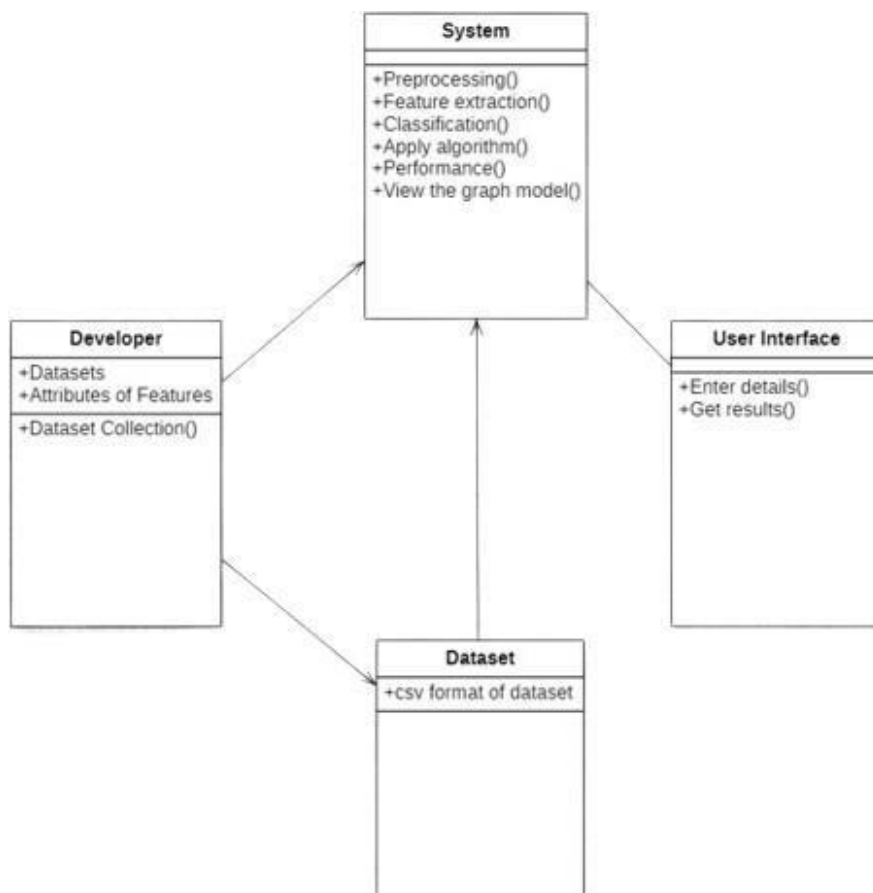 System
+Preprocessing()
+Feature extraction()
+Classification()
+Apply algorithm()
+Performance()
+View the graph model()
Developer
+Datasets
+Attributes of Features
+Dataset Collection()
User Interface
+Enter details()
+Get results()
Dataset
+csv format of dataset